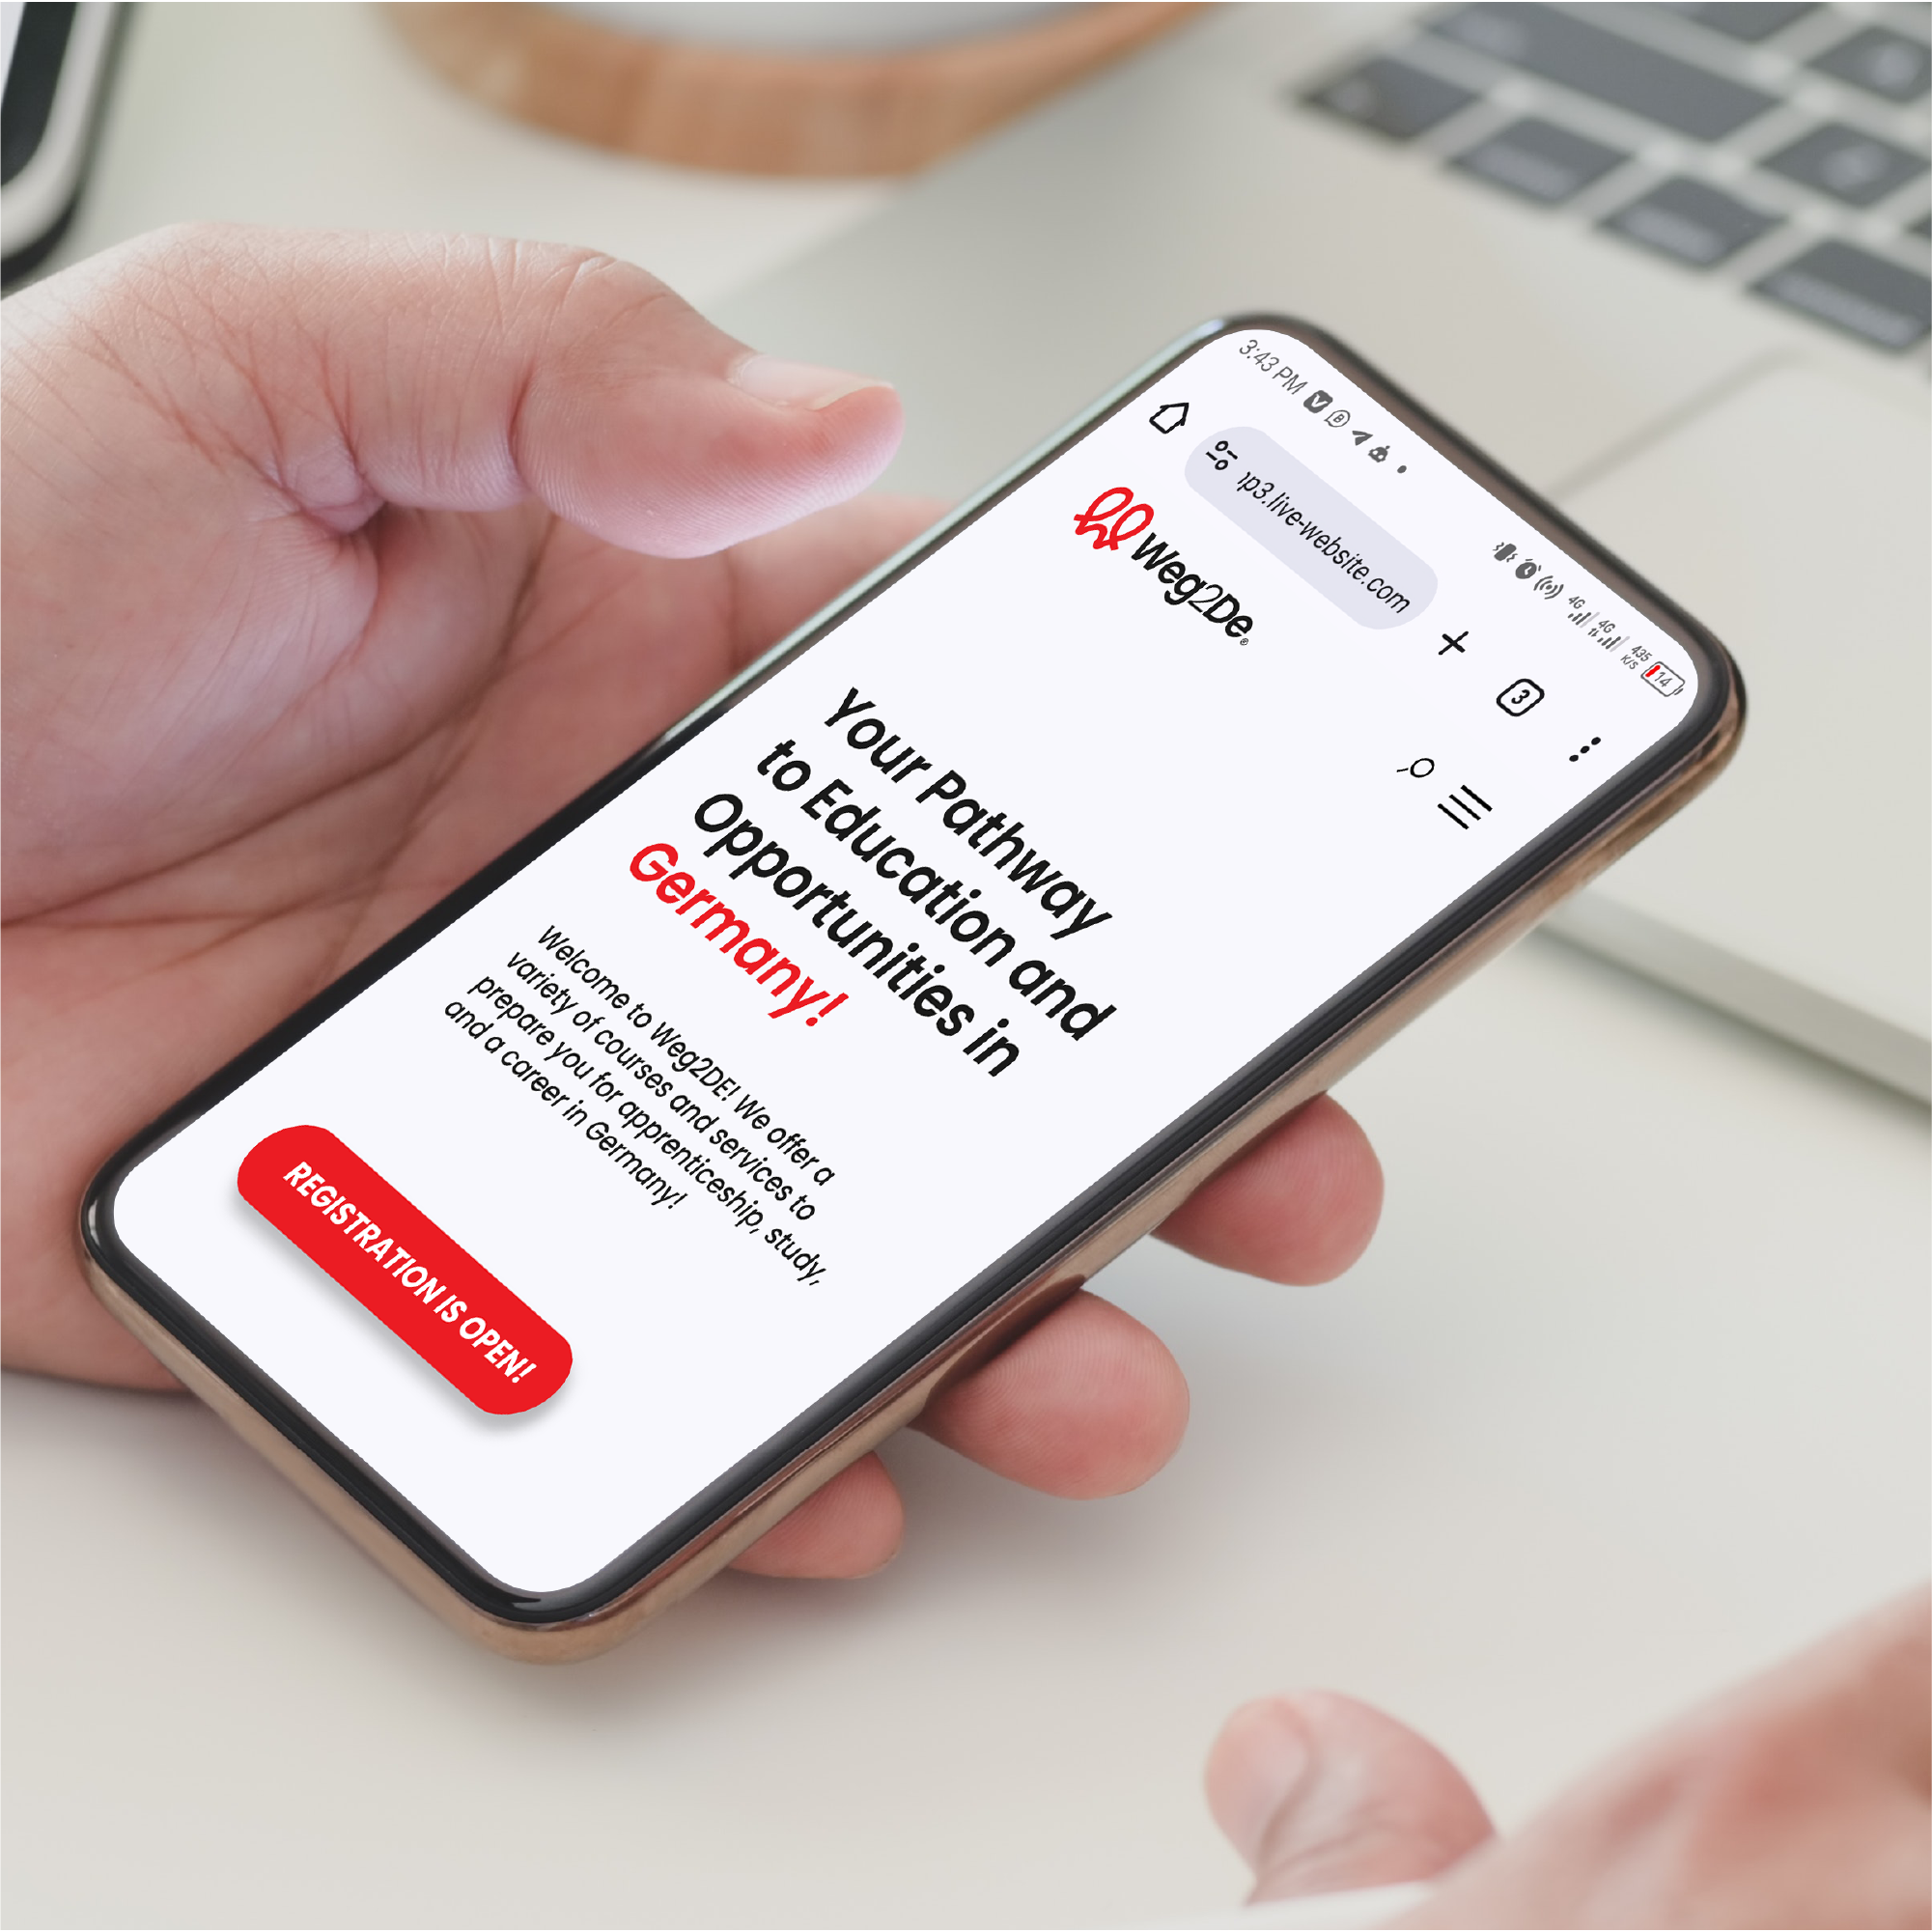 3:43 PM
4G 4G 435 K/S 14
ip3.live-website.com
3
Weg2De®
Your Pathway
to Education and
Opportunities in
Germany!
Welcome to Weg2DE! We offer a
variety of courses and services to
prepare you for apprenticeship, study,
and a career in Germany!
REGISTRATION IS OPEN!